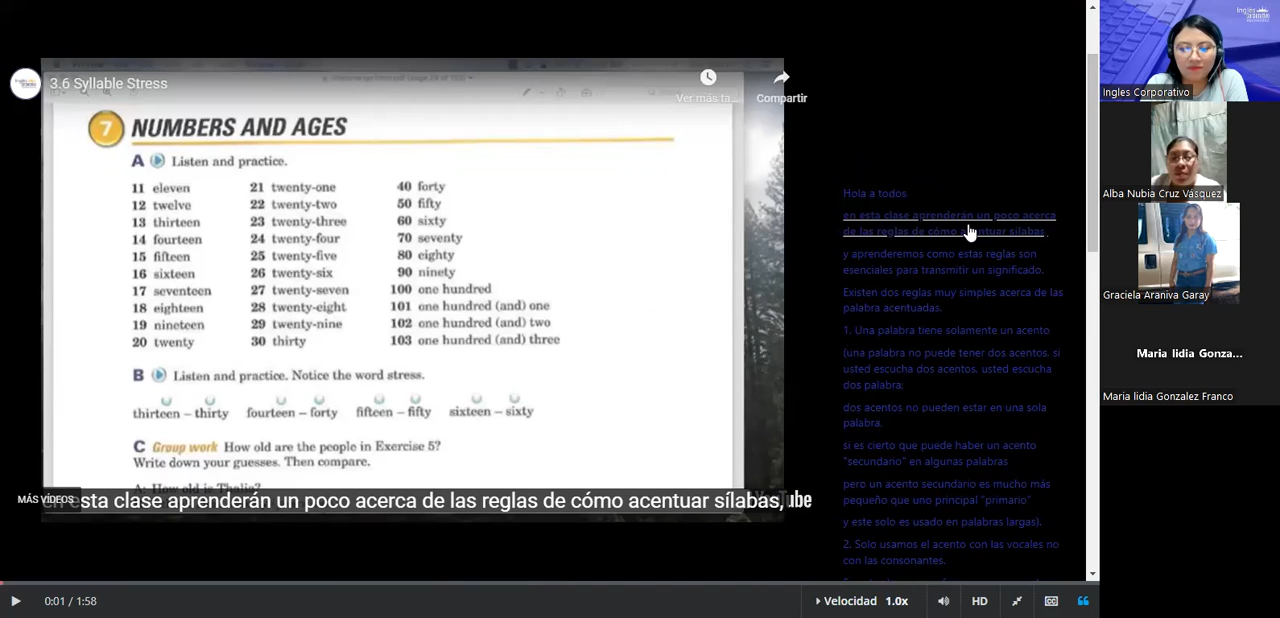 3.6 Syllable Stress
Ver más ta...
Compartir
7 NUMBERS AND AGES
A Listen and practice.
11 eleven
12 twelve
13 thirteen
14 fourteen
15 fifteen
16 sixteen
17 seventeen
18 eighteen
19 nineteen
20 twenty
21 twenty-one
22 twenty-two
23 twenty-three
24 twenty-four
25 twenty-five
26 twenty-six
27 twenty-seven
28 twenty-eight
29 twenty-nine
30 thirty
40 forty
50 fifty
60 sixty
70 seventy
80 eighty
90 ninety
100 one hundred
101 one hundred (and) one
102 one hundred (and) two
103 one hundred (and) three
B Listen and practice. Notice the word stress.
thirteen – thirty fourteen – forty fifteen – fifty sixteen – sixty
C Group work How old are the people in Exercise 5?
Write down your guesses. Then compare.
A: How old is Thalia?
MÁS VÍDEOS
en esta clase aprenderán un poco acerca de las reglas de cómo acentuar sílabas,
Hola a todos
en esta clase aprenderán un poco acerca
de las reglas de cómo acentuar sílabas,
y aprenderemos como estas reglas son
esenciales para transmitir un significado.
Existen dos reglas muy simples acerca de las
palabra acentuadas.
1. Una palabra tiene solamente un acento
(una palabra no puede tener dos acentos, si
usted escucha dos acentos, usted escucha
dos palabra;
dos acentos no pueden estar en una sola
palabra.
si es cierto que puede haber un acento
"secundario" en algunas palabras
pero un acento secundario es mucho más
pequeño que uno principal "primario"
y este solo es usado en palabras largas).
2. Solo usamos el acento con las vocales no
con las consonantes.
0:01 / 1:58
Velocidad 1.0x
HD
CC
Ingles Corporativo
Alba Nubia Cruz Vásquez
Graciela Araniva Garay
Maria lidia Gonza...
Maria lidia Gonzalez Franco